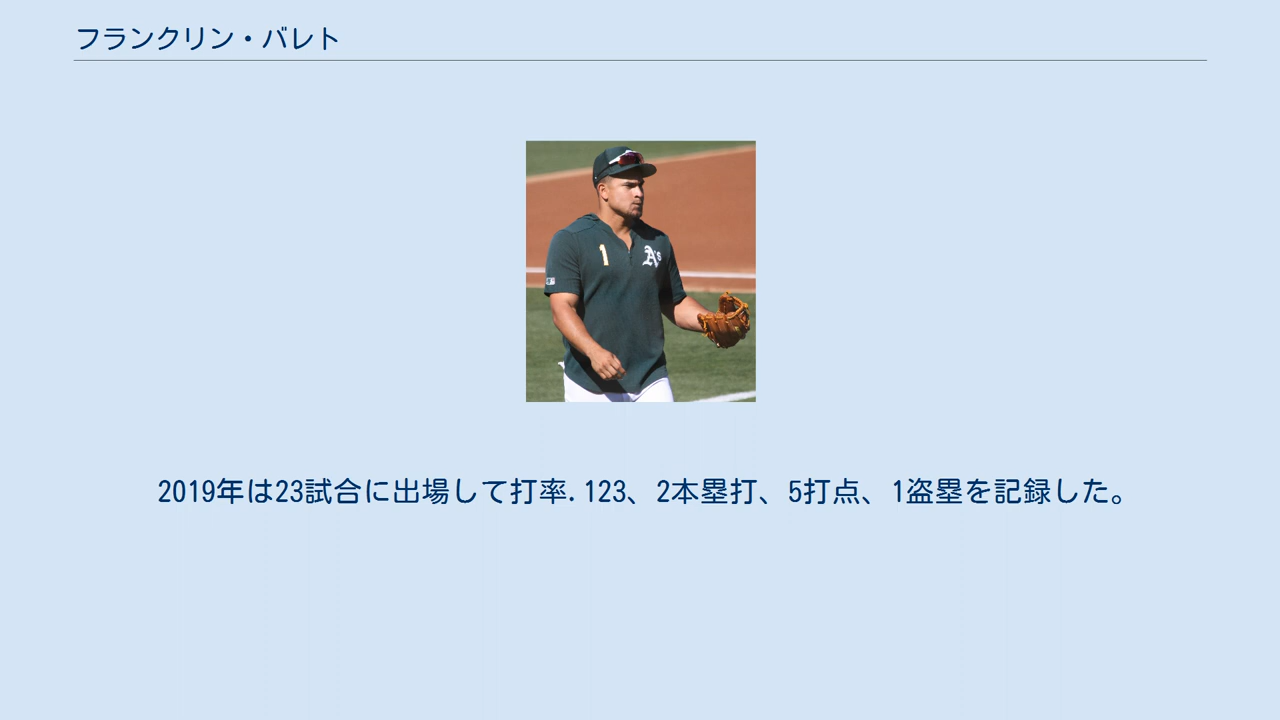 フランクリン・バレト
1
A's
2019年は23試合に出場して打率.123、2本塁打、5打点、1盗塁を記録した。